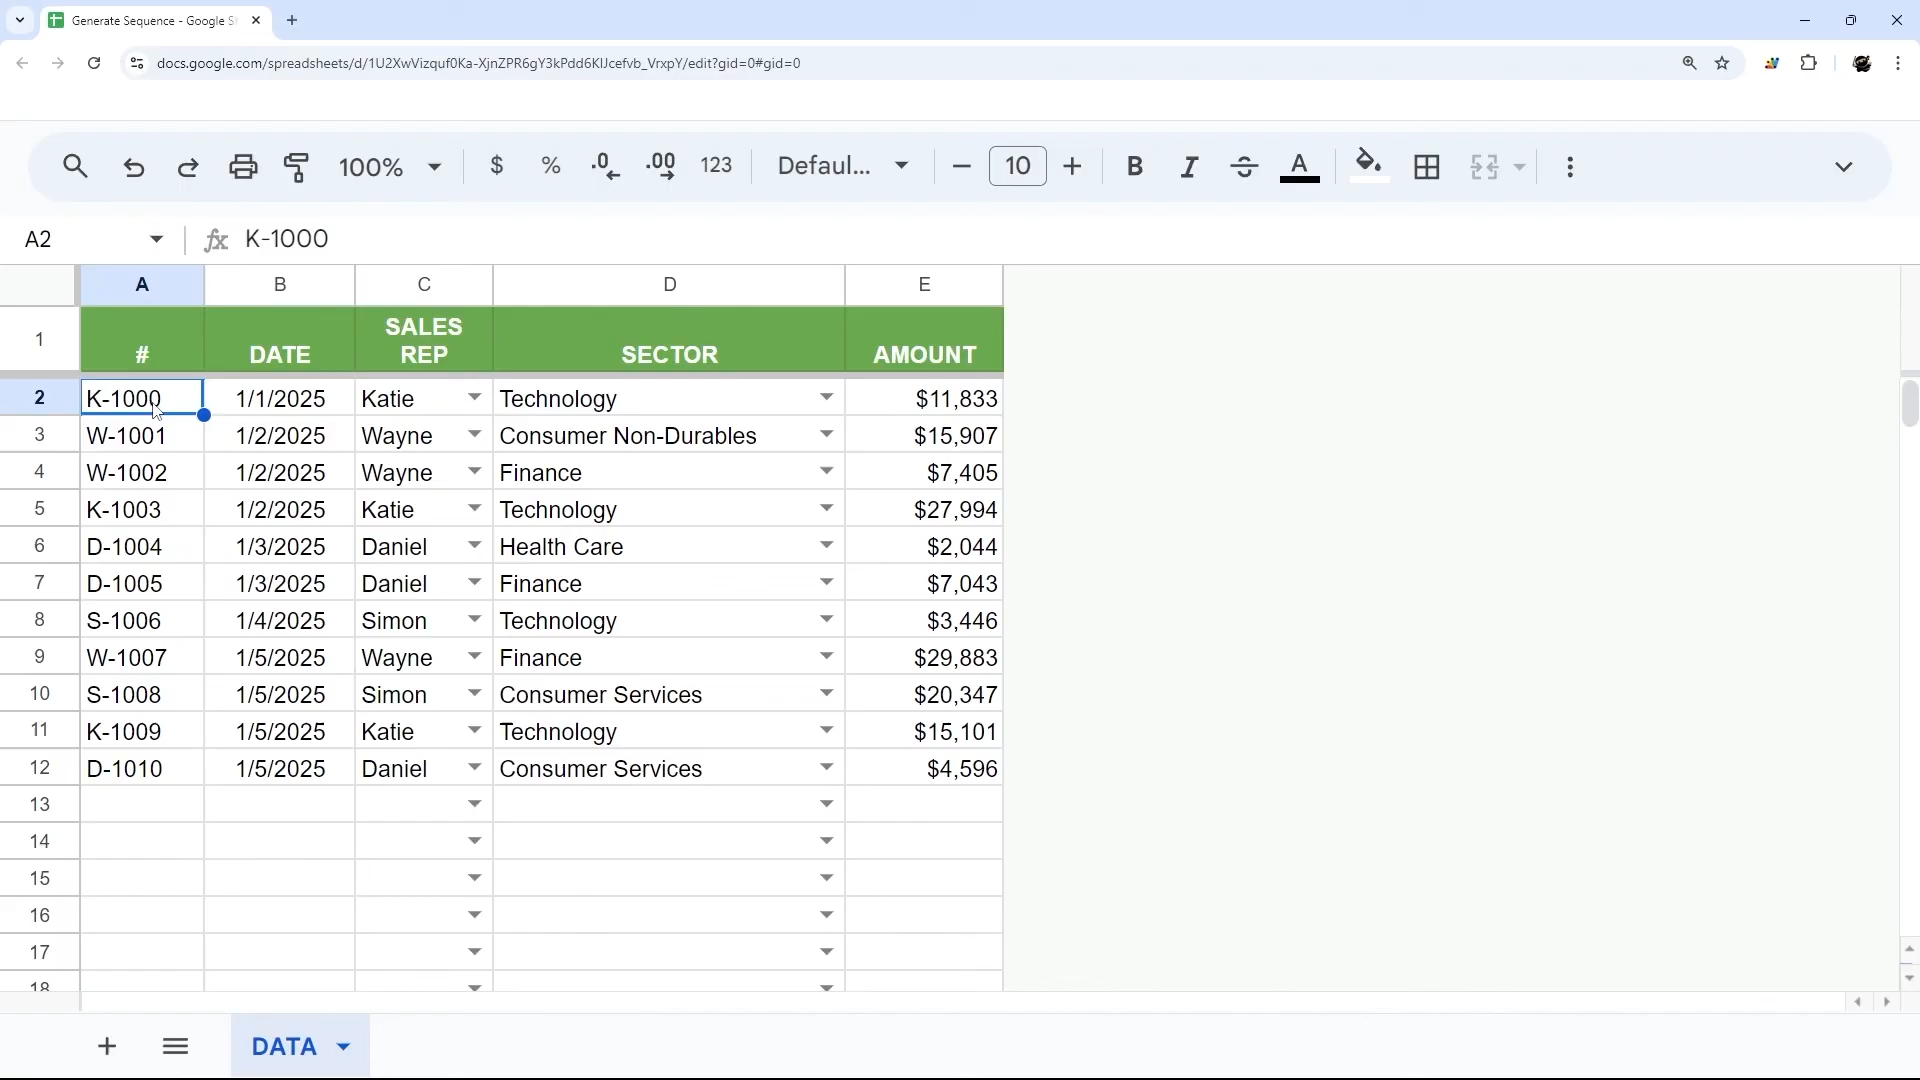 Generate Sequence - Google S
docs.google.com/spreadsheets/d/1U2XwVizquf0Ka-XjnZPR6gY3kPdd6KlJcefvb_VrxpY/edit?gid=0#gid=0
100% $ % .0 .00 123 Defaul... 10 B I A
A2 fx K-1000
A B C D E
1 # DATE SALES REP SECTOR AMOUNT
2 K-1000 1/1/2025 Katie Technology $11,833
3 W-1001 1/2/2025 Wayne Consumer Non-Durables $15,907
4 W-1002 1/2/2025 Wayne Finance $7,405
5 K-1003 1/2/2025 Katie Technology $27,994
6 D-1004 1/3/2025 Daniel Health Care $2,044
7 D-1005 1/3/2025 Daniel Finance $7,043
8 S-1006 1/4/2025 Simon Technology $3,446
9 W-1007 1/5/2025 Wayne Finance $29,883
10 S-1008 1/5/2025 Simon Consumer Services $20,347
11 K-1009 1/5/2025 Katie Technology $15,101
12 D-1010 1/5/2025 Daniel Consumer Services $4,596
13
14
15
16
17
18
DATA